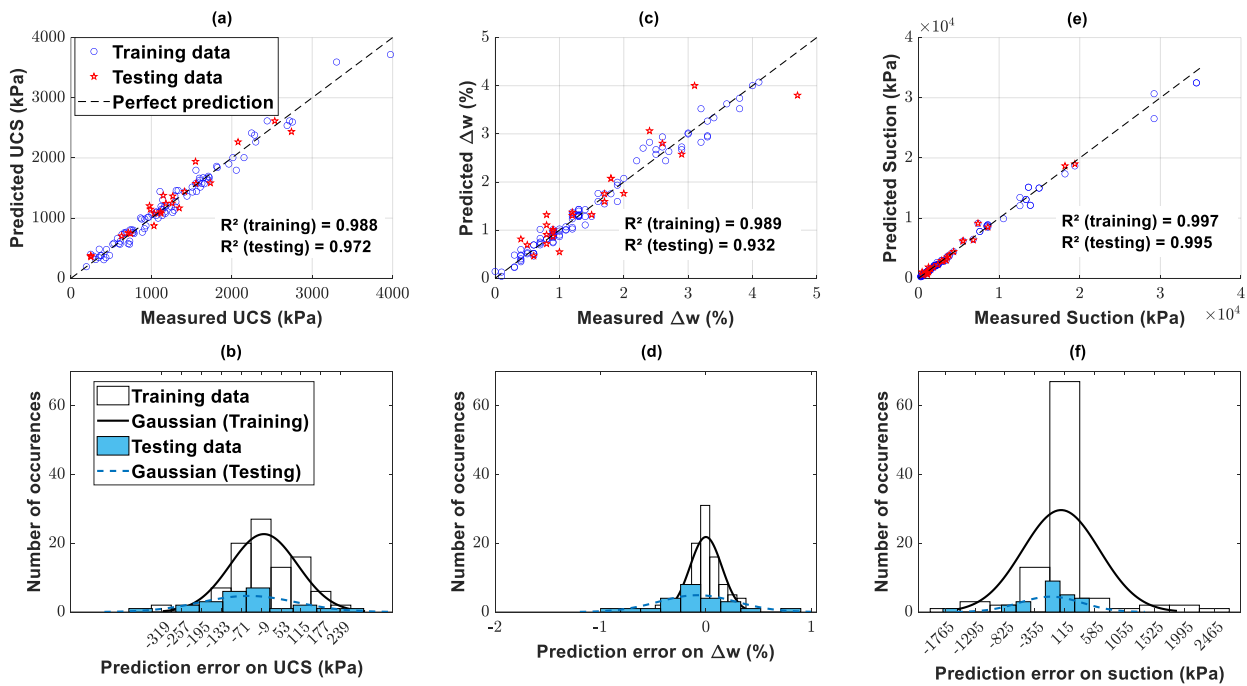 (a)
Predicted UCS (kPa)
4000
3000
2000
1000
0
Training data
Testing data
Perfect prediction
R² (training) = 0.988
R² (testing) = 0.972
0 1000 2000 3000 4000
Measured UCS (kPa)
(c)
Predicted Δw (%)
5
4
3
2
1
0
R² (training) = 0.989
R² (testing) = 0.932
0 1 2 3 4 5
Measured Δw (%)
(e)
×10⁴
Predicted Suction (kPa)
4
3
2
1
0
R² (training) = 0.997
R² (testing) = 0.995
0 1 2 3 4
×10⁴
Measured Suction (kPa)
(b)
Number of occurences
60
40
20
0
Training data
Gaussian (Training)
Testing data
Gaussian (Testing)
-319 -257 -195 -133 -71 -9 53 115 177 239
Prediction error on UCS (kPa)
(d)
Number of occurences
60
40
20
0
-2 -1 0 1
Prediction error on Δw (%)
(f)
Number of occurrences
60
40
20
0
-1765 -1295 -825 -355 115 585 1055 1525 1995 2465
Prediction error on suction (kPa)